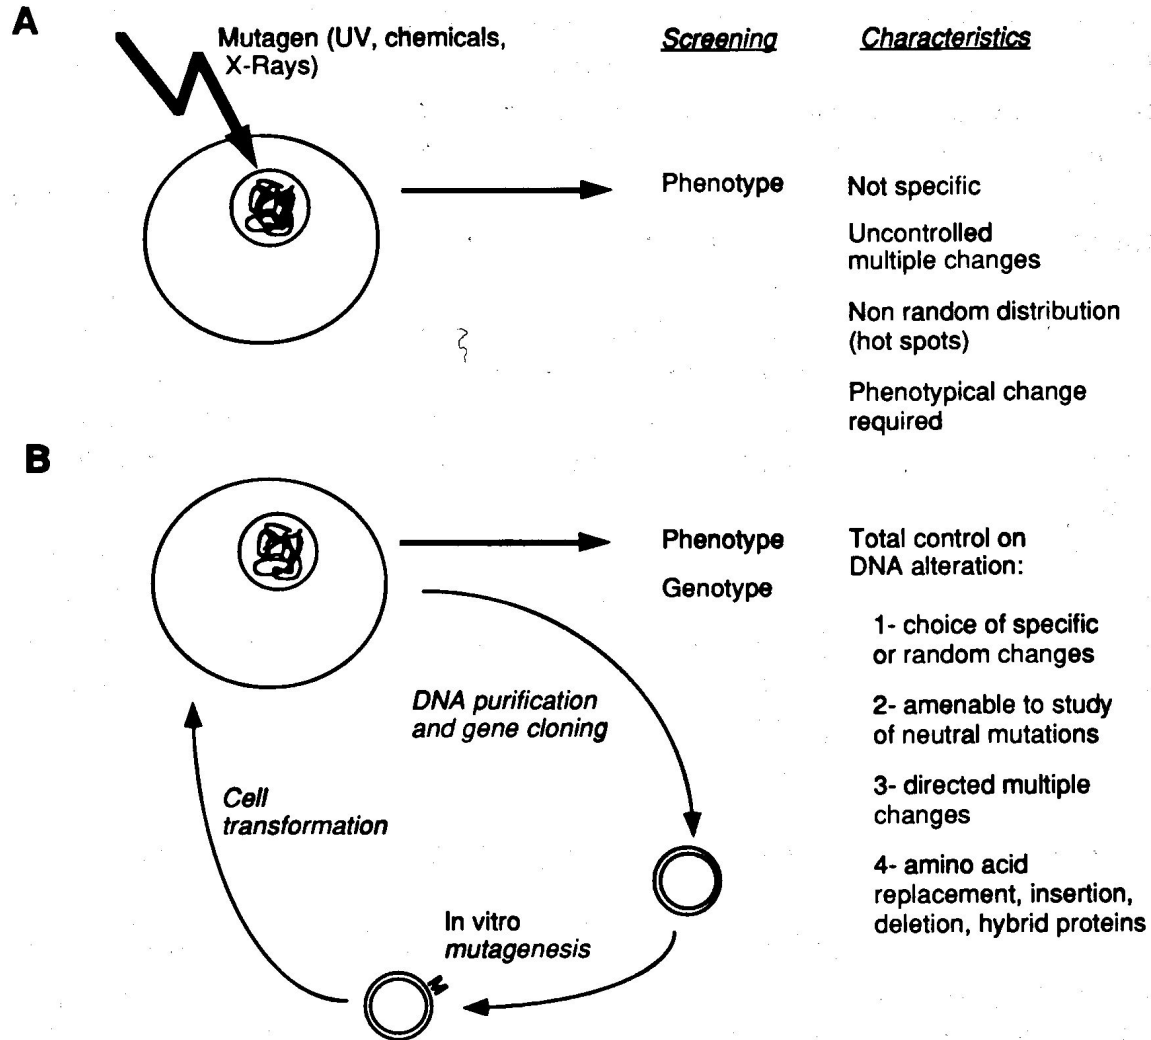 A
Mutagen (UV, chemicals,
X-Rays)
Screening
Characteristics
Phenotype
Not specific
Uncontrolled
multiple changes
Non random distribution
(hot spots)
Phenotypical change
required
B
Phenotype
Genotype
Total control on
DNA alteration:
1- choice of specific
or random changes
2- amenable to study
of neutral mutations
3- directed multiple
changes
4- amino acid
replacement, insertion,
deletion, hybrid proteins
DNA purification
and gene cloning
Cell
transformation
In vitro
mutagenesis
M